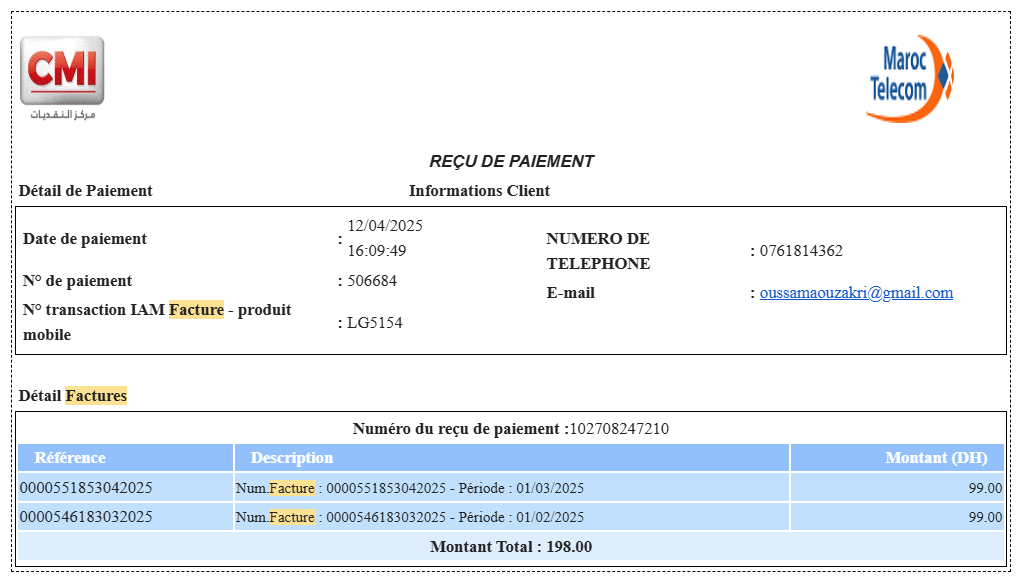 CMI
مركز النقديات
Maroc
Telecom
REÇU DE PAIEMENT
Détail de Paiement
Informations Client
Date de paiement : 12/04/2025
16:09:49
N° de paiement : 506684
N° transaction IAM Facture - produit
mobile : LG5154
NUMERO DE
TELEPHONE : 0761814362
E-mail : oussamaouzakri@gmail.com
Détail Factures
Numéro du reçu de paiement :102708247210
Référence Description Montant (DH)
0000551853042025 Num.Facture : 0000551853042025 - Période : 01/03/2025 99.00
0000546183032025 Num.Facture : 0000546183032025 - Période : 01/02/2025 99.00
Montant Total : 198.00